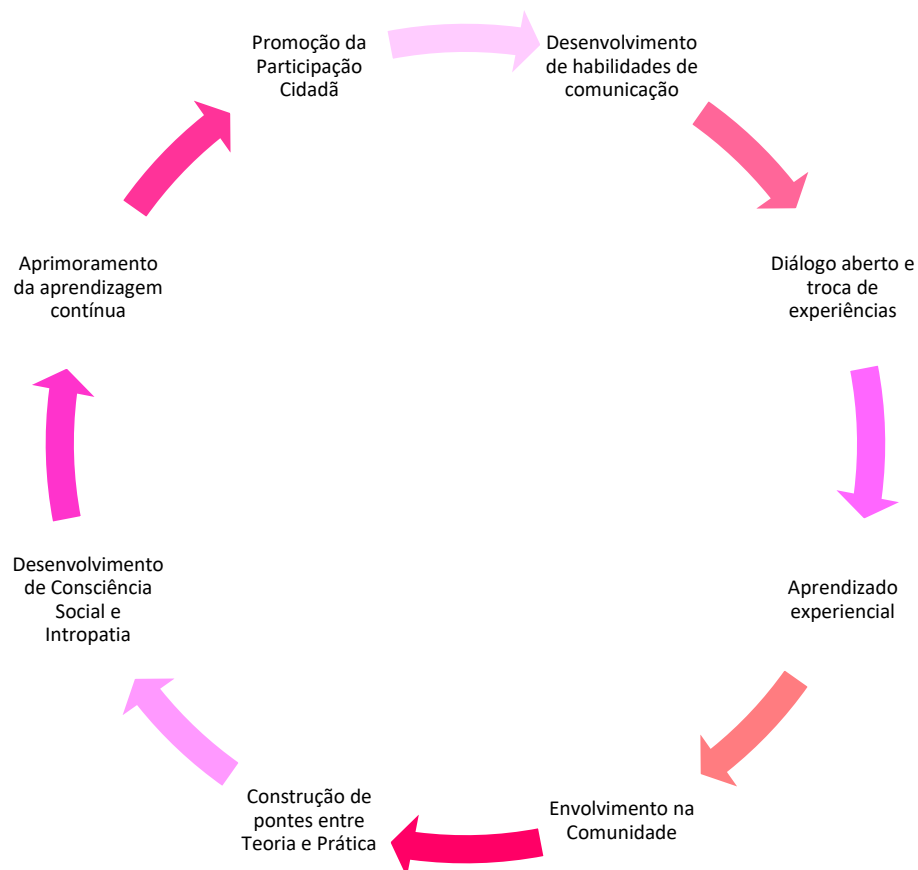 Promoção da
Participação
Cidadã
Desenvolvimento
de habilidades de
comunicação
Diálogo aberto e
troca de
experiências
Aprendizado
experiencial
Envolvimento na
Comunidade
Construção de
pontes entre
Teoria e Prática
Desenvolvimento
de Consciência
Social e
Intropatia
Aprimoramento
da aprendizagem
contínua